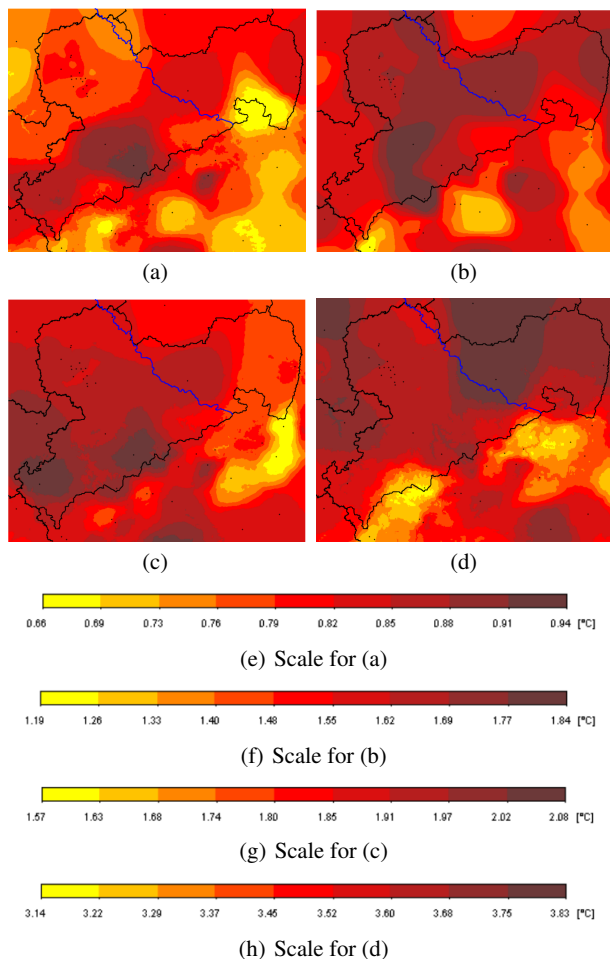 (a) (b)
(c) (d)
0.66 0.69 0.73 0.76 0.79 0.82 0.85 0.88 0.91 0.94 [°C]
(e) Scale for (a)
1.19 1.26 1.33 1.40 1.48 1.55 1.62 1.69 1.77 1.84 [°C]
(f) Scale for (b)
1.57 1.63 1.68 1.74 1.80 1.85 1.91 1.97 2.02 2.08 [°C]
(g) Scale for (c)
3.14 3.22 3.29 3.37 3.45 3.52 3.60 3.68 3.75 3.83 [°C]
(h) Scale for (d)